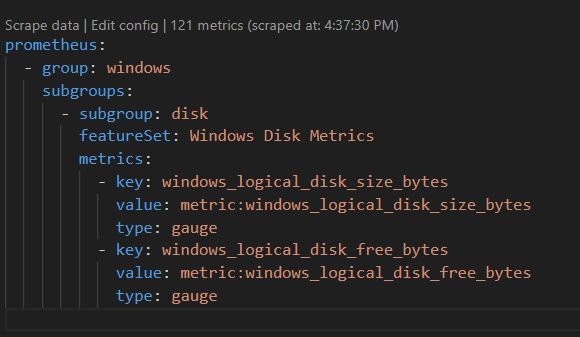 Scrape data | Edit config | 121 metrics (scraped at: 4:37:30 PM)
prometheus:
  - group: windows
    subgroups:
      - subgroup: disk
        featureSet: Windows Disk Metrics
        metrics:
          - key: windows_logical_disk_size_bytes
            value: metric:windows_logical_disk_size_bytes
            type: gauge
          - key: windows_logical_disk_free_bytes
            value: metric:windows_logical_disk_free_bytes
            type: gauge